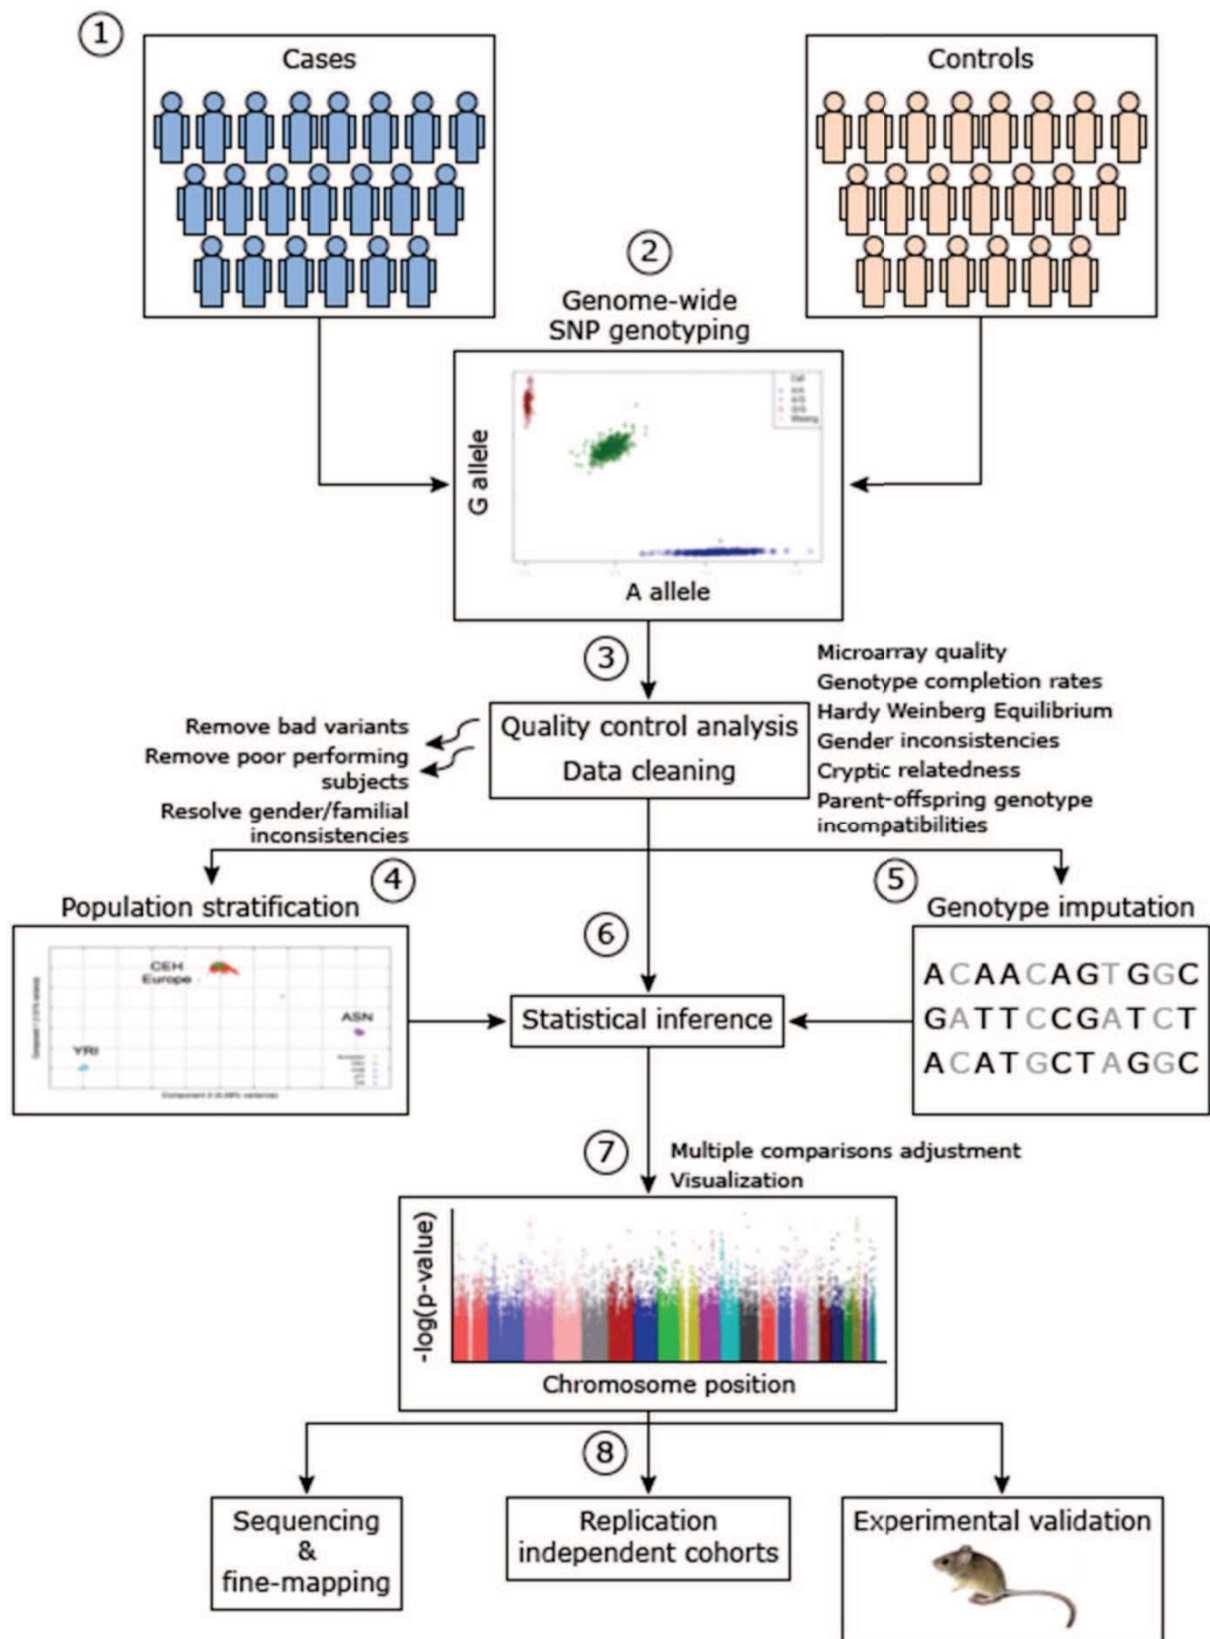 1
Cases
Controls
2
Genome-wide
SNP genotyping
G allele
Call
A/A
A/G
G/G
Missing
A allele
3
Microarray quality
Genotype completion rates
Hardy Weinberg Equilibrium
Gender inconsistencies
Cryptic relatedness
Parent-offspring genotype
incompatibilities
Quality control analysis
Data cleaning
Remove bad variants
Remove poor performing
subjects
Resolve gender/familial
inconsistencies
4
5
Population stratification
Genotype imputation
CEH
Europe
ASN
YRI
6
Statistical inference
ACAACAGTGGC
GATTCCGATCT
ACATGCTAGGC
7
Multiple comparisons adjustment
Visualization
-log(p-value)
Chromosome position
8
Sequencing
&
fine-mapping
Replication
independent cohorts
Experimental validation